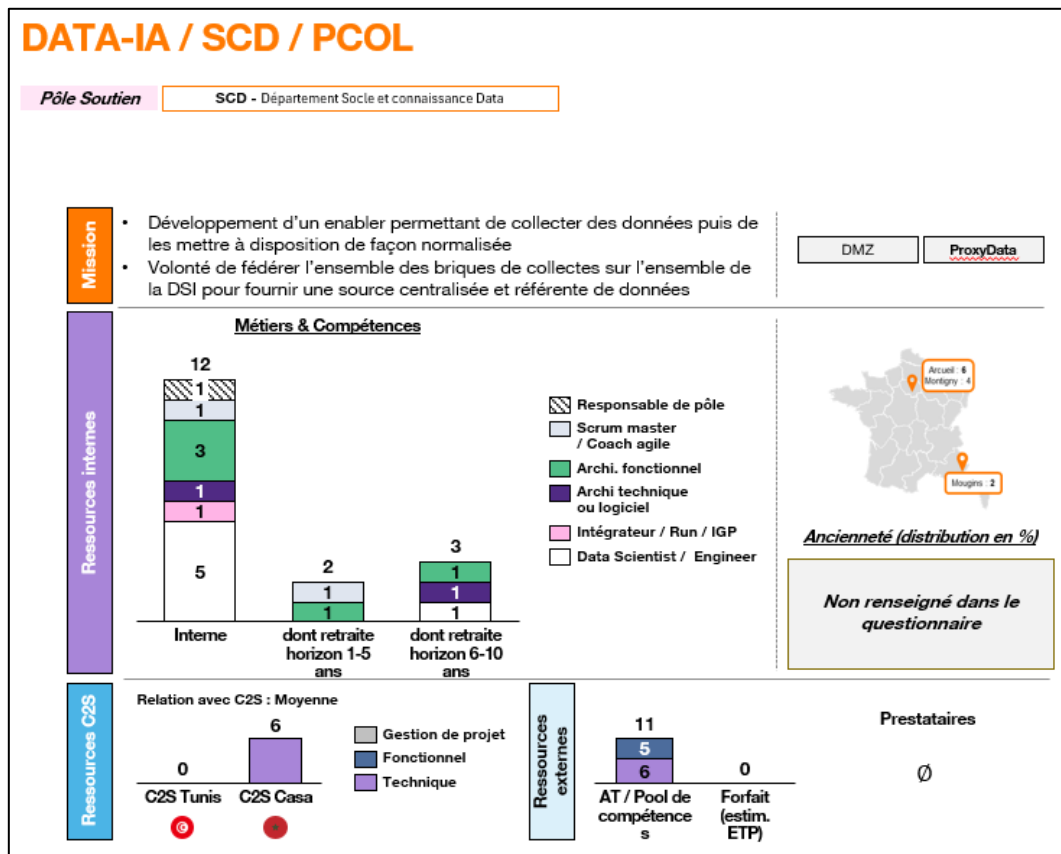 DATA-IA / SCD / PCOL
Pôle Soutien
SCD - Département Socle et connaissance Data
Mission
• Développement d'un enabler permettant de collecter des données puis de
les mettre à disposition de façon normalisée
• Volonté de fédérer l'ensemble des briques de collectes sur l'ensemble de
la DSI pour fournir une source centralisée et référente de données
DMZ
ProxyData
Ressources internes
Métiers & Compétences
12
1
1
3
1
1
5
Interne
2
1
1
dont retraite
horizon 1-5
ans
3
1
1
1
dont retraite
horizon 6-10
ans
Responsable de pôle
Scrum master
/ Coach agile
Archi. fonctionnel
Archi technique
ou logiciel
Intégrateur / Run / IGP
Data Scientist / Engineer
Arcueil : 6
Montigny : 4
Mougins : 2
Ancienneté (distribution en %)
Non renseigné dans le
questionnaire
Ressources C2S
Relation avec C2S : Moyenne
0
C2S Tunis
6
C2S Casa
Gestion de projet
Fonctionnel
Technique
Ressources
externes
11
5
6
AT / Pool de
compétence
s
0
Forfait
(estim.
ETP)
Prestataires
Ø